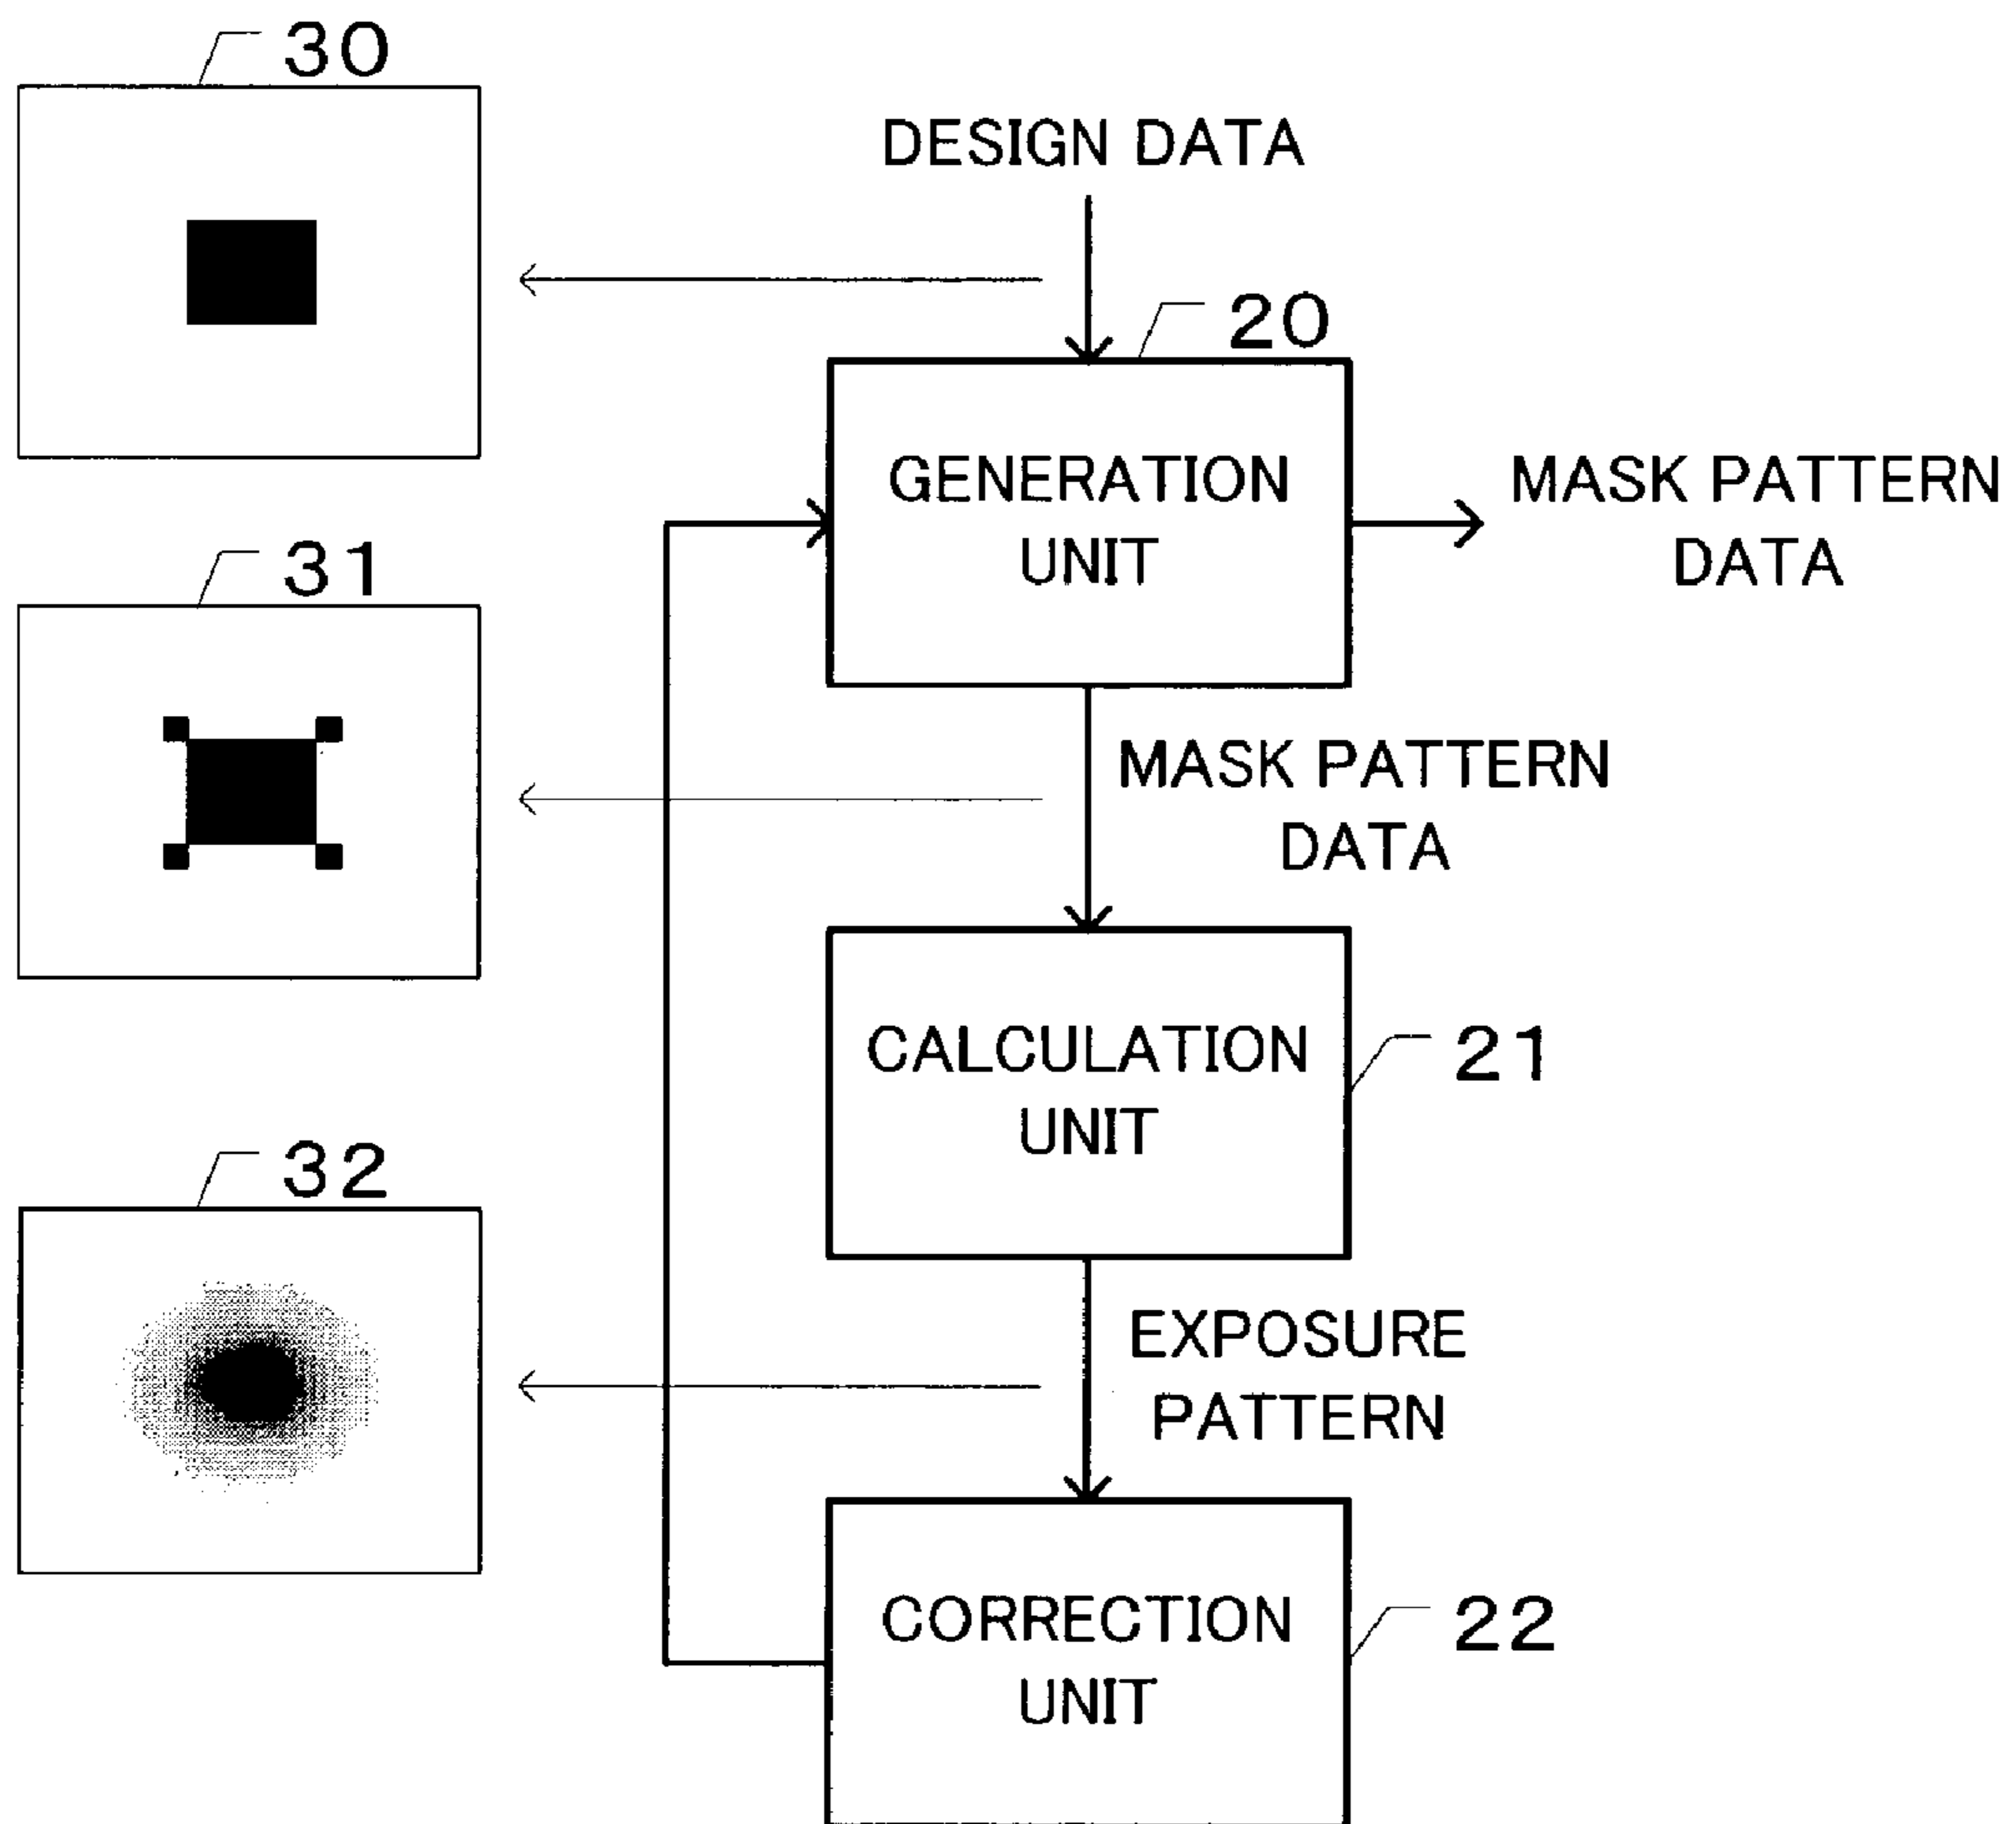 30
DESIGN DATA
20
GENERATION
UNIT
MASK PATTERN
DATA
31
MASK PATTERN
DATA
CALCULATION
UNIT
21
32
EXPOSURE
PATTERN
CORRECTION
UNIT
22